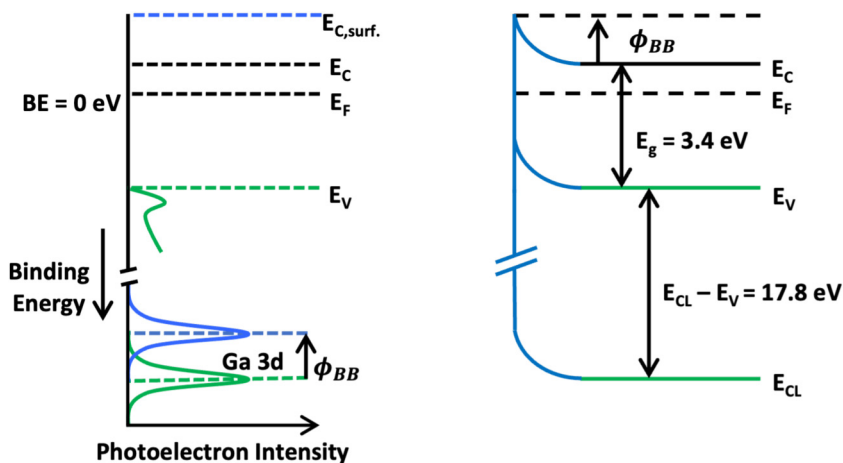 E_C,surf.
E_C
BE = 0 eV
E_F
E_V
Binding
Energy
Ga 3d
ϕ_BB
Photoelectron Intensity
ϕ_BB
E_C
E_F
E_g = 3.4 eV
E_V
E_CL – E_V = 17.8 eV
E_CL